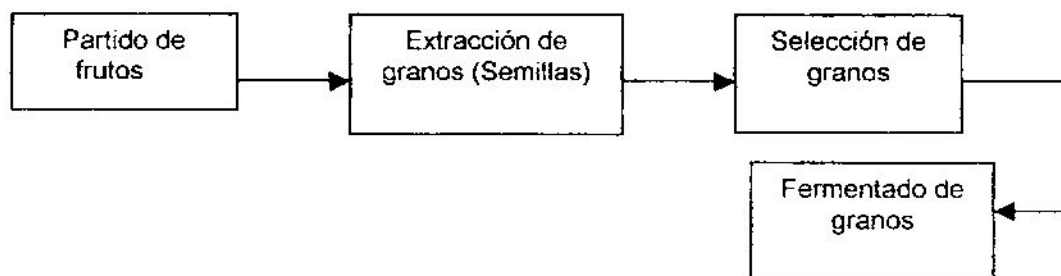 Partido de
frutos
Extracción de
granos (Semillas)
Selección de
granos
Fermentado de
granos